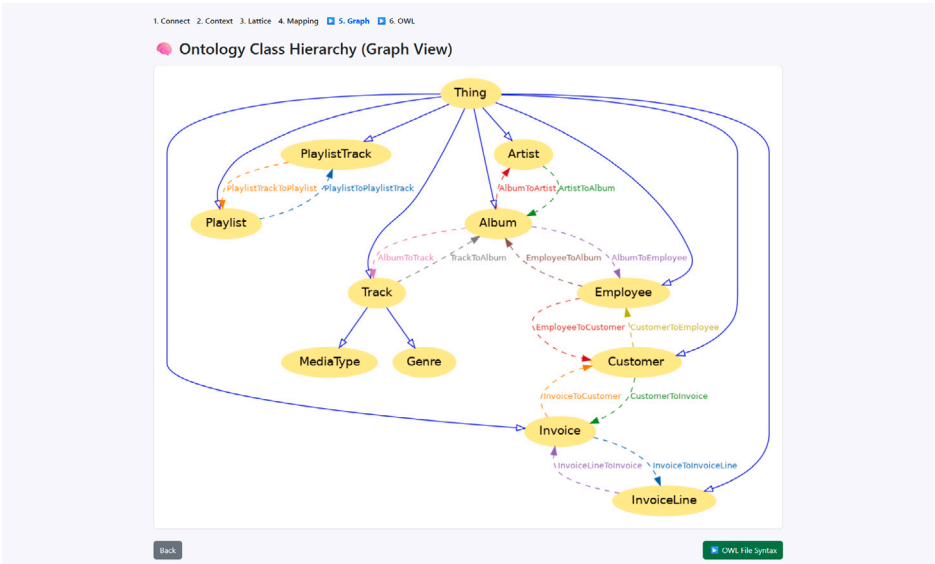 1. Connect 2. Context 3. Lattice 4. Mapping 5. Graph 6. OWL
Ontology Class Hierarchy (Graph View)
Thing
PlaylistTrack
Artist
PlaylistTrackToPlaylist
PlaylistToPlaylistTrack
AlbumToArtist
ArtistToAlbum
Playlist
Album
AlbumToTrack
TrackToAlbum
EmployeeToAlbum
AlbumToEmployee
Track
Employee
EmployeeToCustomer
CustomerToEmployee
MediaType
Genre
Customer
InvoiceToCustomer
CustomerToInvoice
Invoice
InvoiceLineToInvoice
InvoiceToInvoiceLine
InvoiceLine
Back
OWL File Syntax